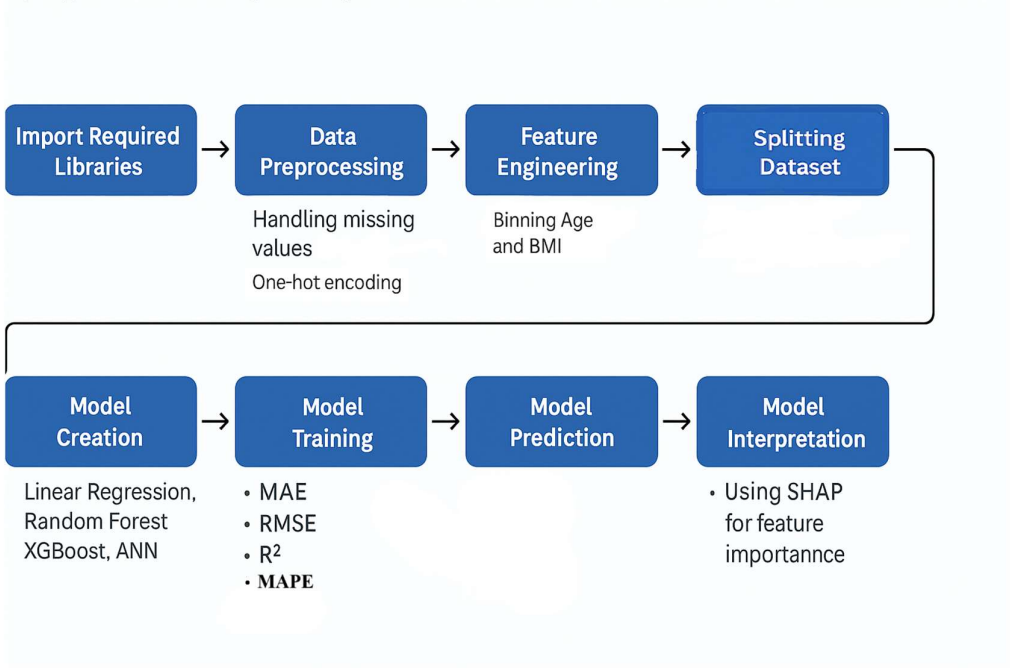 Import Required
Libraries
Data
Preprocessing
Feature
Engineering
Splitting
Dataset
Handling missing
values
One-hot encoding
Binning Age
and BMI
Model
Creation
Model
Training
Model
Prediction
Model
Interpretation
Linear Regression,
Random Forest
XGBoost, ANN
• MAE
• RMSE
• R²
• MAPE
• Using SHAP
for feature
importannce